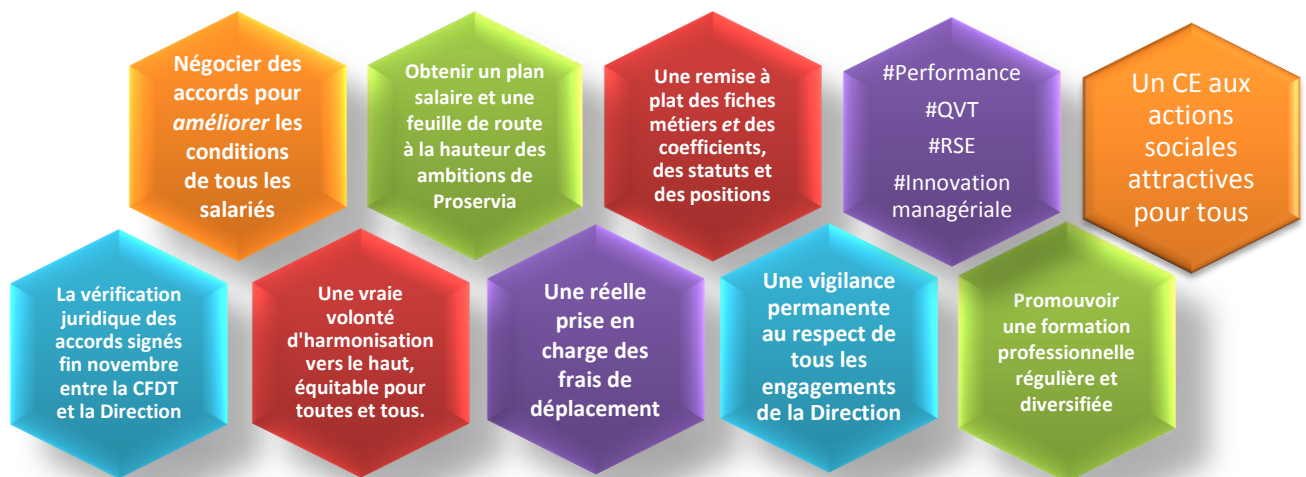 Négocier des
accords pour
améliorer les
conditions
de tous les
salariés
Obtenir un plan
salaire et une
feuille de route
à la hauteur des
ambitions de
Proservia
Une remise à
plat des fiches
métiers et des
coefficients,
des statuts et
des positions
#Performance
#QVT
#RSE
#Innovation
managériale
Un CE aux
actions
sociales
attractives
pour tous
La vérification
juridique des
accords signés
fin novembre
entre la CFDT
et la Direction
Une vraie
volonté
d'harmonisation
vers le haut,
équitable pour
toutes et tous.
Une réelle
prise en
charge des
frais de
déplacement
Une vigilance
permanente
au respect de
tous les
engagements
de la Direction
Promouvoir
une formation
professionnelle
régulière et
diversifiée